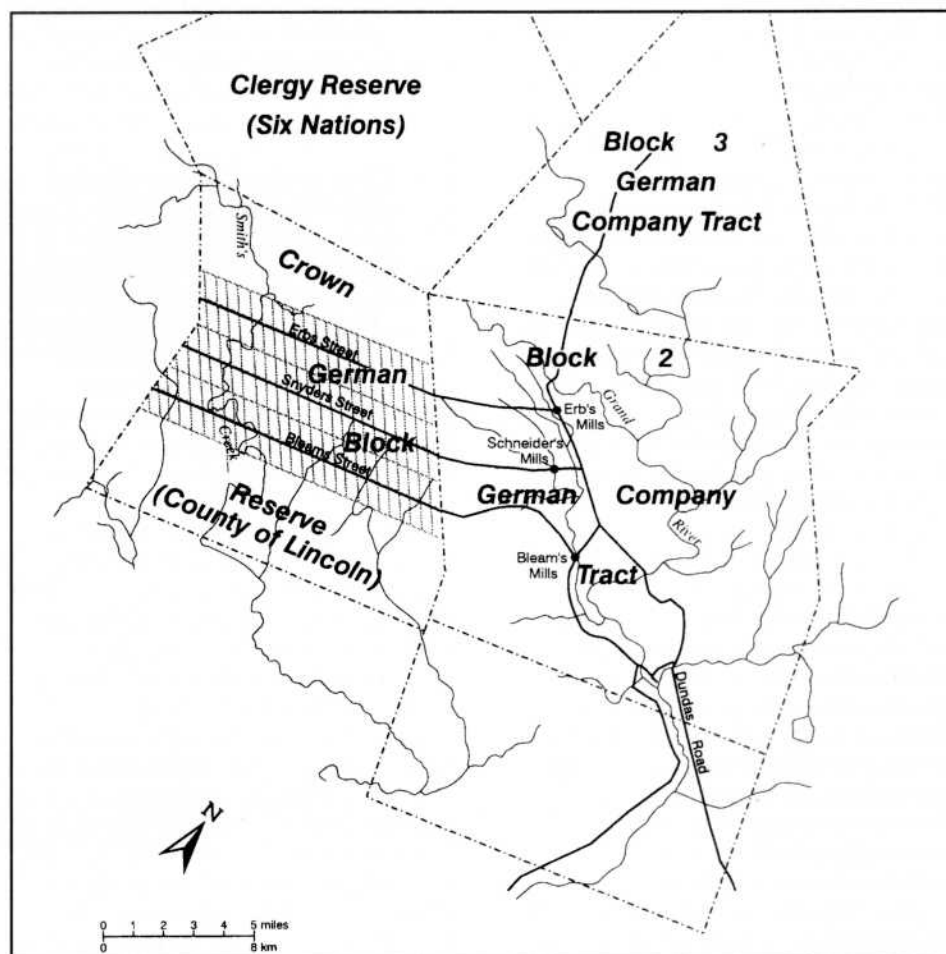 Clergy Reserve
(Six Nations)
Block 3
German
Company Tract
Smith's
Creek
Crown
Erbs Street
German
Snyders Street
Block
Bleams Street
Reserve
(County of Lincoln)
Block 2
Grand
River
Erb's
Mills
Schneider's
Mills
German Company
Bleam's
Mills
Tract
Dundas
Road
N
0 1 2 3 4 5 miles
0 8 km